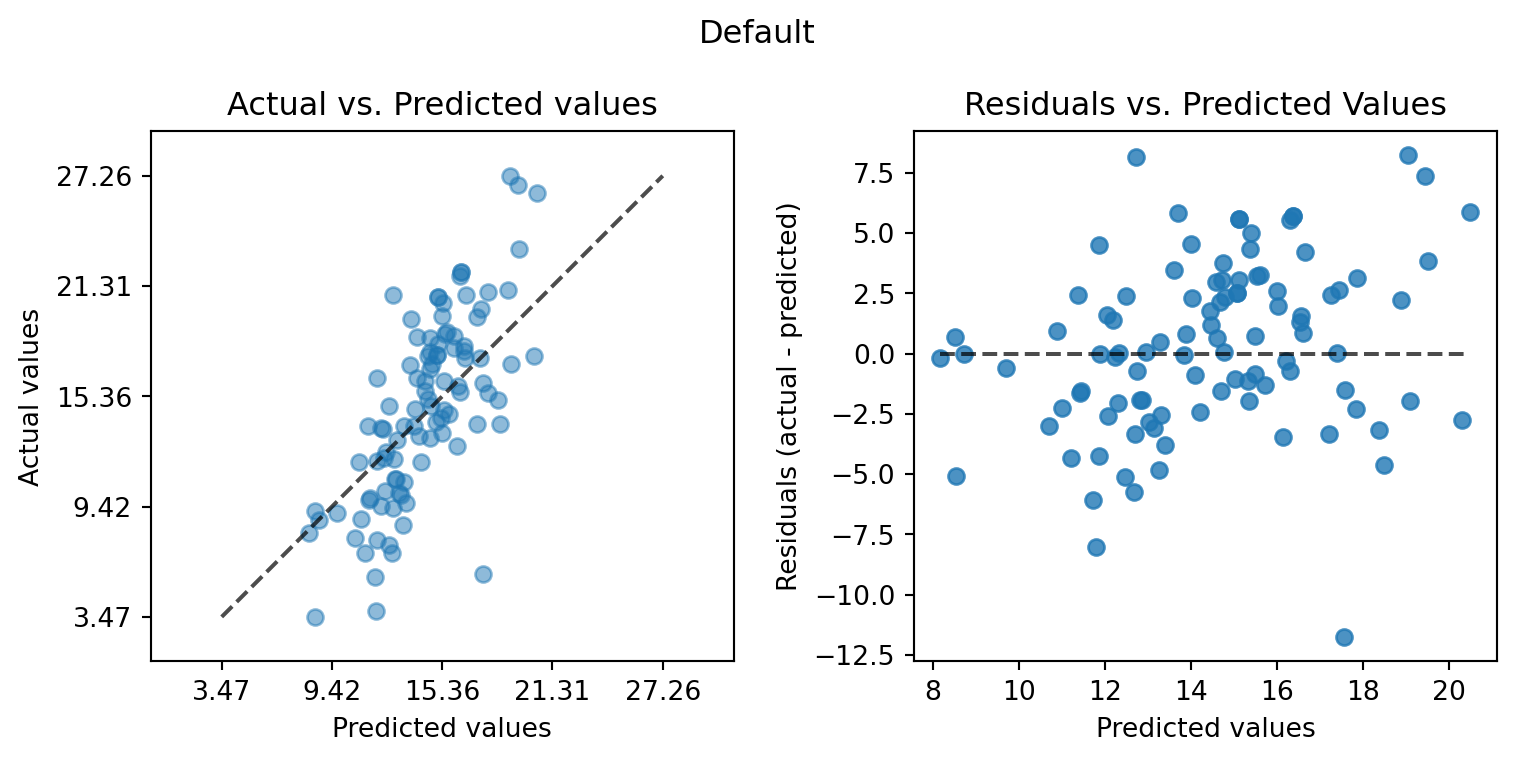 Default
Actual vs. Predicted values
Actual values
27.26
21.31
15.36
9.42
3.47
3.47 9.42 15.36 21.31 27.26
Predicted values
Residuals vs. Predicted Values
Residuals (actual - predicted)
7.5
5.0
2.5
0.0
−2.5
−5.0
−7.5
−10.0
−12.5
8 10 12 14 16 18 20
Predicted values